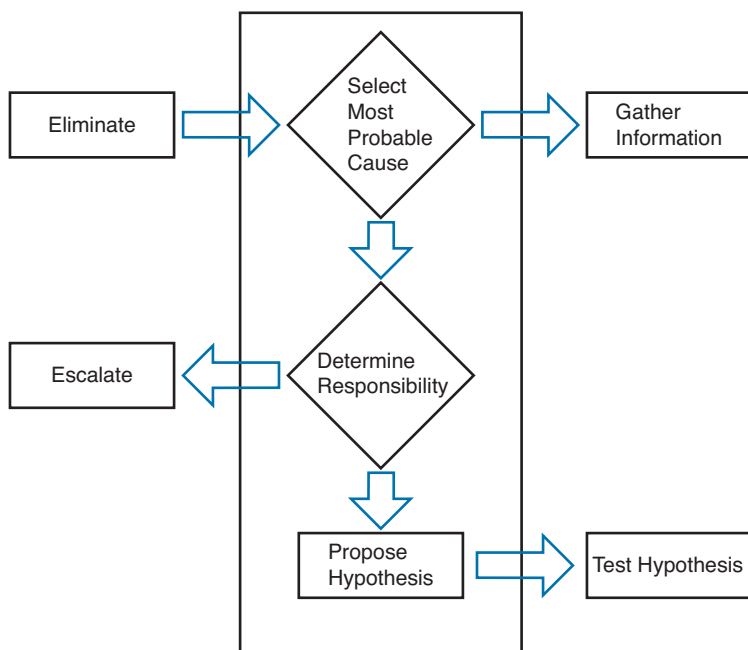 Eliminate
Select
Most
Probable
Cause
Gather
Information
Escalate
Determine
Responsibility
Propose
Hypothesis
Test Hypothesis